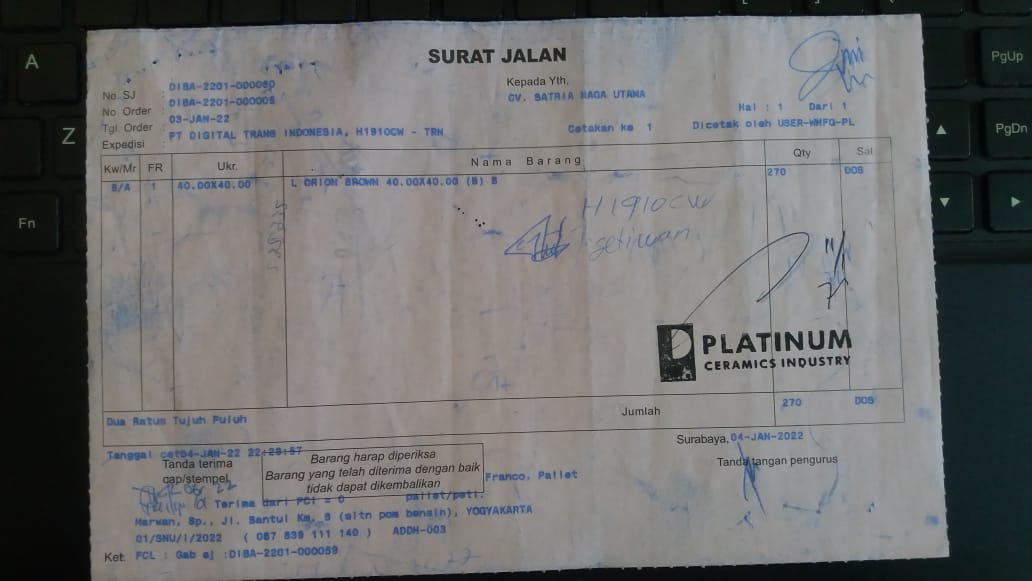 SURAT JALAN
Kepada Yth,
CV. SATRIA NAGA UTAMA
No. SJ : DIBA-2201-000060
No. Order : DIBA-2201-000006
Tgl. Order : 03-JAN-22
Expedisi : PT DIGITAL TRANS INDONESIA, H1910CW - TRN
Cetakan ke 1
Hal : 1 Dari 1
Dicetak oleh USER-WMFG-PL
Kw/Mr FR Ukr. Nama Barang Qty Sat
B/A 1 40.00X40.00 L ORION BROWN 40.00X40.00 (B) B 270 DOS
H1910CW
setiawan
PLATINUM
CERAMICS INDUSTRY
Jumlah 270 DOS
Dua Ratus Tujuh Puluh
Surabaya, 04-JAN-2022
Tanggal cet04-JAN-22 22:29:57
Tanda terima
cap/stempel
Barang harap diperiksa
Barang yang telah diterima dengan baik
tidak dapat dikembalikan
Tanda tangan pengurus
Franco, Pallet
Terima dari PCI = 0 pallet/peti.
Marwan, Bp., Jl. Bantul Km. 8 (sltn pom bensin), YOGYAKARTA
01/SNU/I/2022 ( 087 839 111 140 ) ADDH-003
Ket. FCL : Gab sj :DIBA-2201-000059
A
Z
Fn
PgUp
PgDn